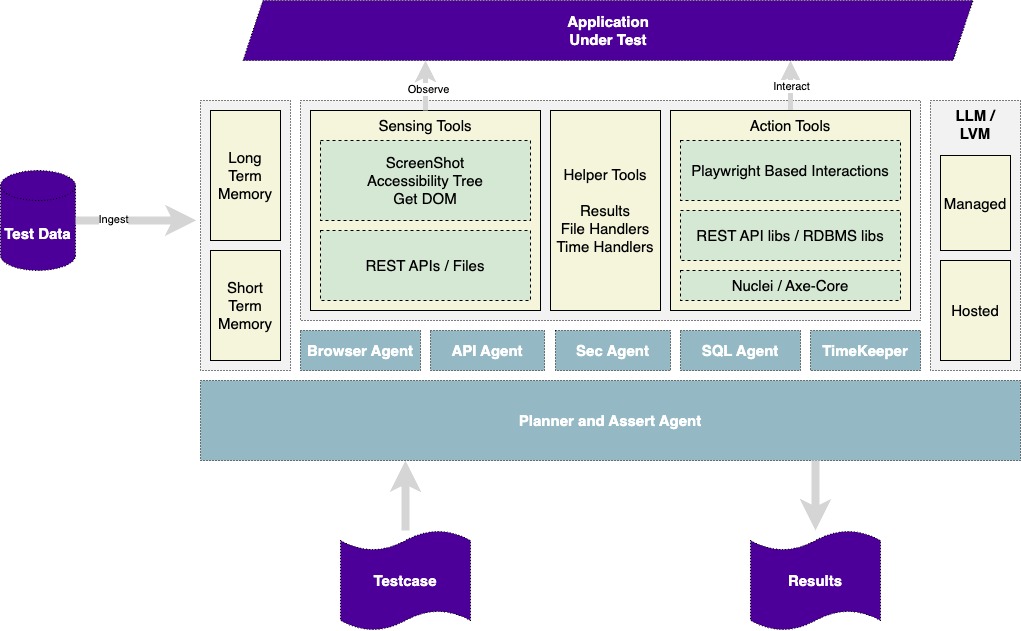 Application
Under Test
Observe
Interact
Long
Term
Memory
Short
Term
Memory
Test Data
Ingest
Sensing Tools
ScreenShot
Accessibility Tree
Get DOM
REST APIs / Files
Helper Tools
Results
File Handlers
Time Handlers
Action Tools
Playwright Based Interactions
REST API libs / RDBMS libs
Nuclei / Axe-Core
LLM /
LVM
Managed
Hosted
Browser Agent
API Agent
Sec Agent
SQL Agent
TimeKeeper
Planner and Assert Agent
Testcase
Results